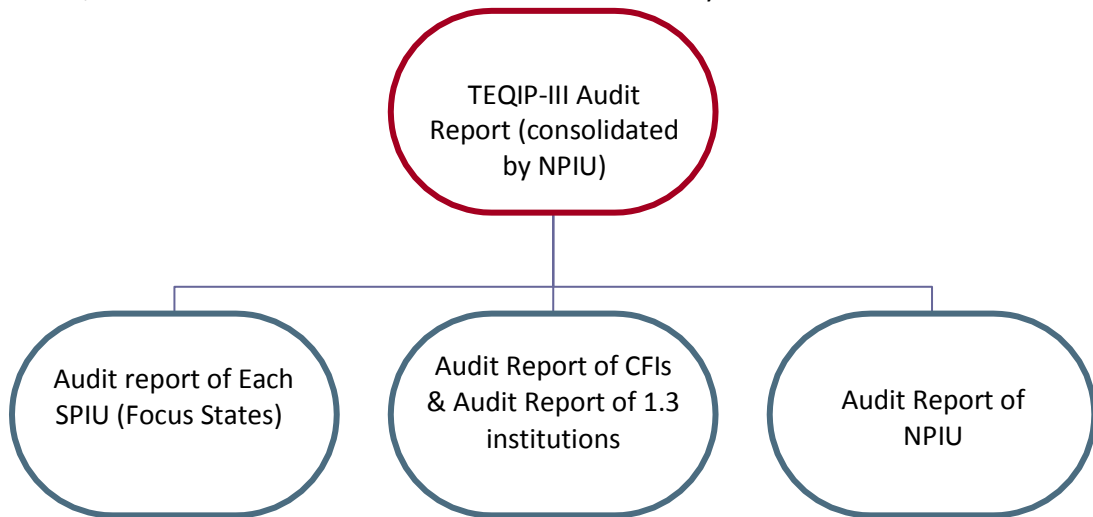 TEQIP-III Audit
Report (consolidated
by NPIU)
Audit report of Each
SPIU (Focus States)
Audit Report of CFIs
& Audit Report of 1.3
institutions
Audit Report of
NPIU